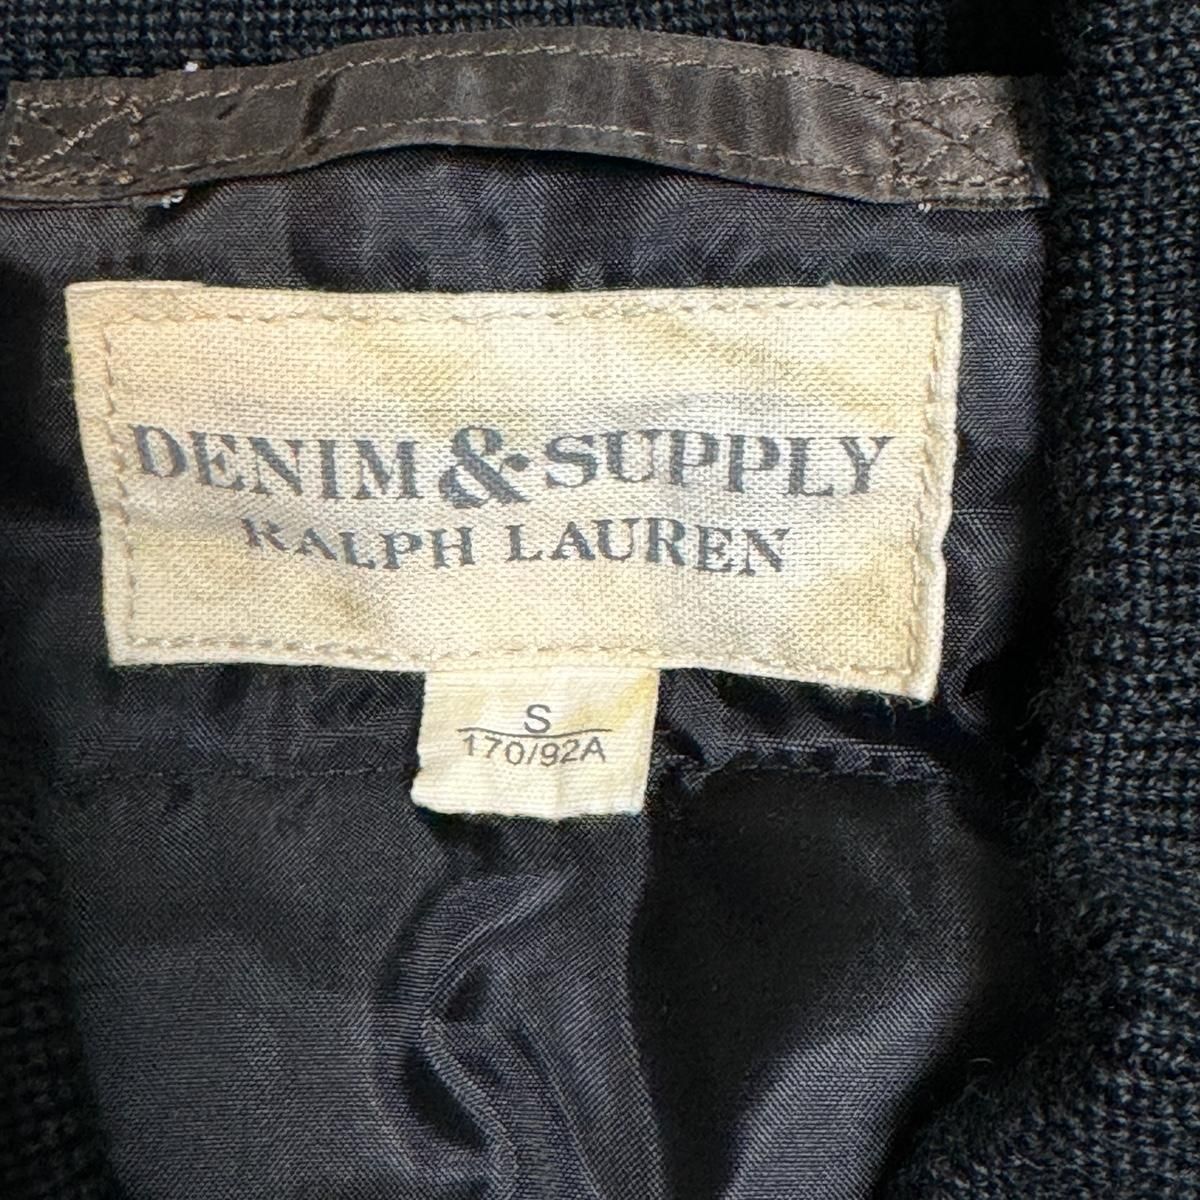 DENIM & SUPPLY
RALPH LAUREN
S
170/92A